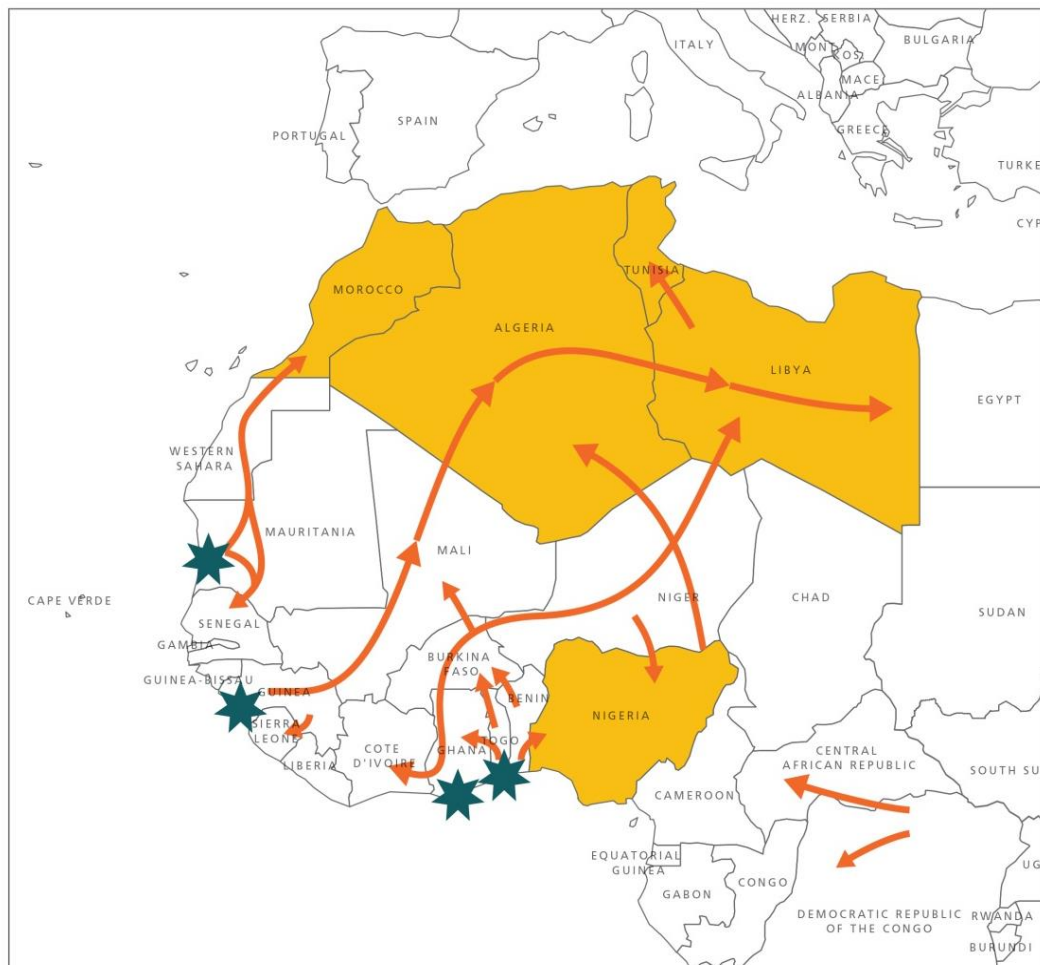 HERZ.
SERBIA
ITALY
MONT.
KOS.
BULGARIA
MACE.
ALBANIA
PORTUGAL
SPAIN
GREECE
TURKE
CYP
TUNISIA
MOROCCO
ALGERIA
LIBYA
EGYPT
WESTERN
SAHARA
MAURITANIA
MALI
CAPE VERDE
NIGER
CHAD
SUDAN
SENEGAL
GAMBIA
GUINEA-BISSAU
GUINEA
BURKINA
FASO
BENIN
NIGERIA
SIERRA
LEONE
LIBERIA
COTE
D'IVOIRE
GHANA
TOGO
CENTRAL
AFRICAN REPUBLIC
SOUTH SU
CAMEROON
EQUATORIAL
GUINEA
GABON
CONGO
UG
DEMOCRATIC REPUBLIC
OF THE CONGO
RWANDA
BURUNDI